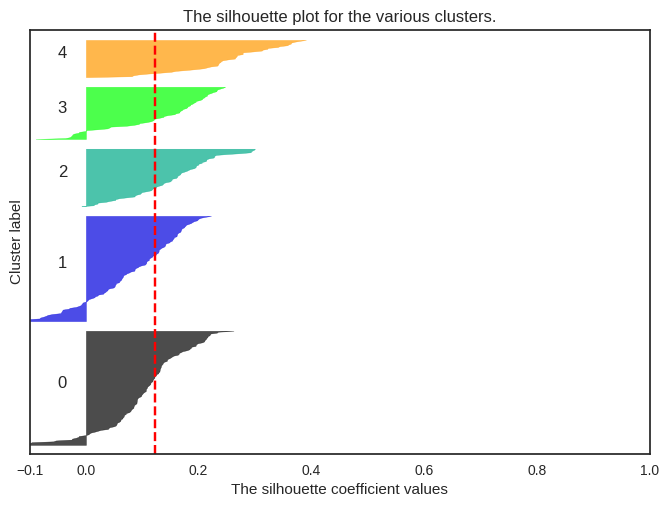 The silhouette plot for the various clusters.
4
3
2
1
0
Cluster label
−0.1 0.0 0.2 0.4 0.6 0.8 1.0
The silhouette coefficient values